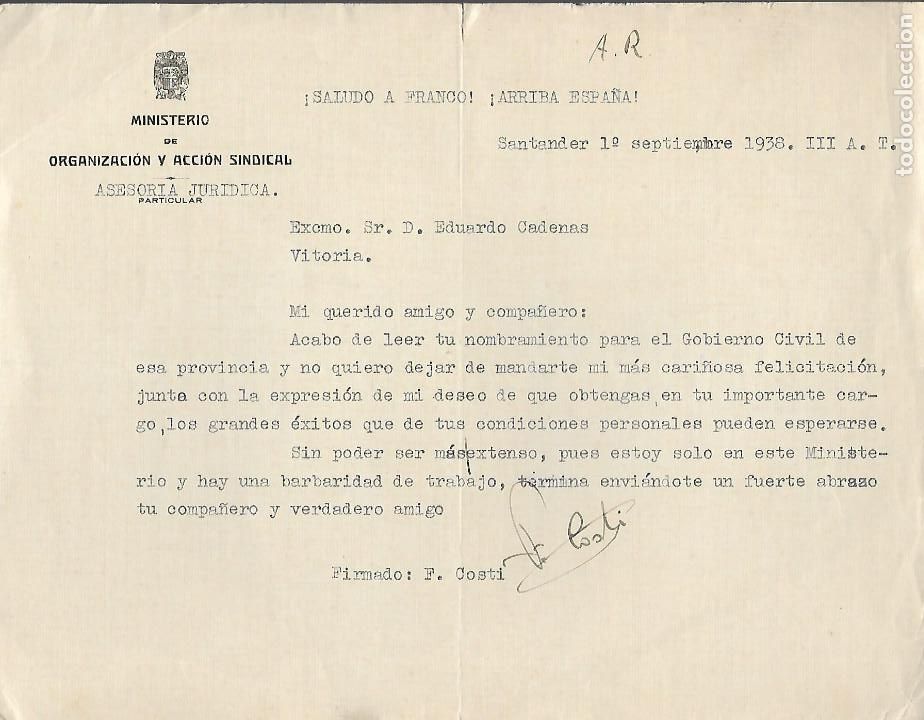 A. R.
¡SALUDO A FRANCO! ¡ARRIBA ESPAÑA!
MINISTERIO
DE
ORGANIZACIÓN Y ACCIÓN SINDICAL
ASESORIA JURIDICA.
PARTICULAR
Santander 1º septiembre 1938. III A. T.
Excmo. Sr. D. Eduardo Cadenas
Vitoria.
Mi querido amigo y compañero:
Acabo de leer tu nombramiento para el Gobierno Civil de
esa provincia y no quiero dejar de mandarte mi más cariñosa felicitación,
junta con la expresión de mi deseo de que obtengas, en tu importante car-
go, los grandes éxitos que de tus condiciones personales pueden esperarse.
Sin poder ser más extenso, pues estoy solo en este Ministe-
rio y hay una barbaridad de trabajo, termina enviándote un fuerte abrazo
tu compañero y verdadero amigo
F. Costi
Firmado: F. Costi
todocoleccion